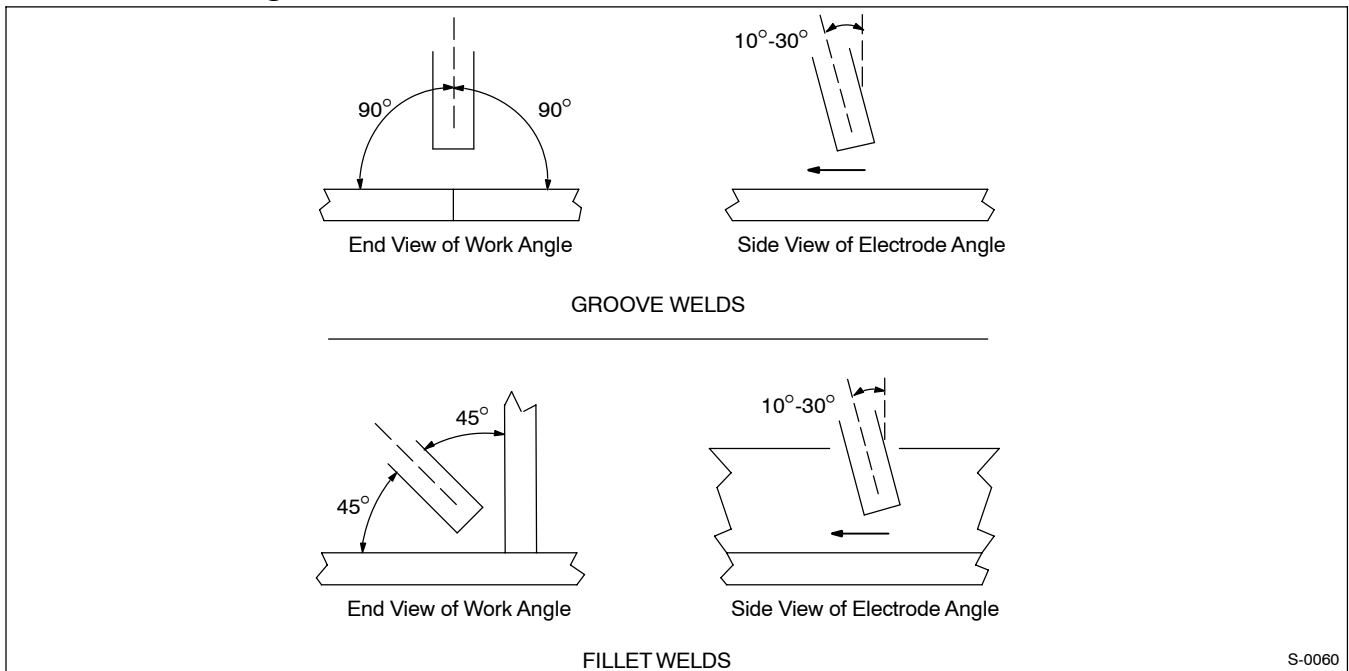 10°-30°
90°
90°
End View of Work Angle
Side View of Electrode Angle
GROOVE WELDS
45°
10°-30°
45°
End View of Work Angle
Side View of Electrode Angle
FILLET WELDS
S-0060